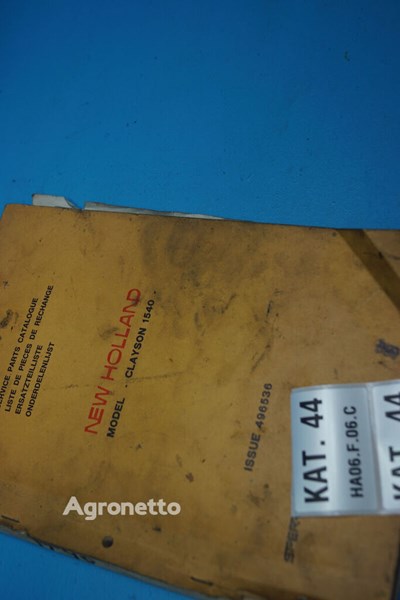 SERVICE PARTS CATALOGUE
LISTE DE PIECES DE RECHANGE
ERSATZTEILLISTE
ONDERDELENLIJST
NEW HOLLAND
MODEL CLAYSON 1540
ISSUE 496536
KAT. 44
HA06.F.06.C
KAT. 44
Agronetto